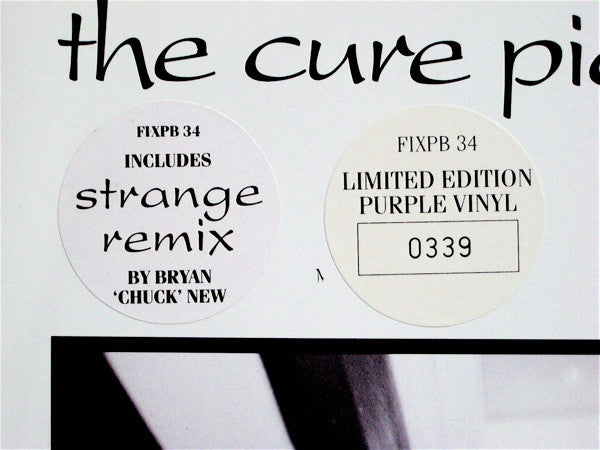 the cure pi
FIXPB 34
INCLUDES
strange
remix
BY BRYAN
‘CHUCK’ NEW
FIXPB 34
LIMITED EDITION
PURPLE VINYL
0339